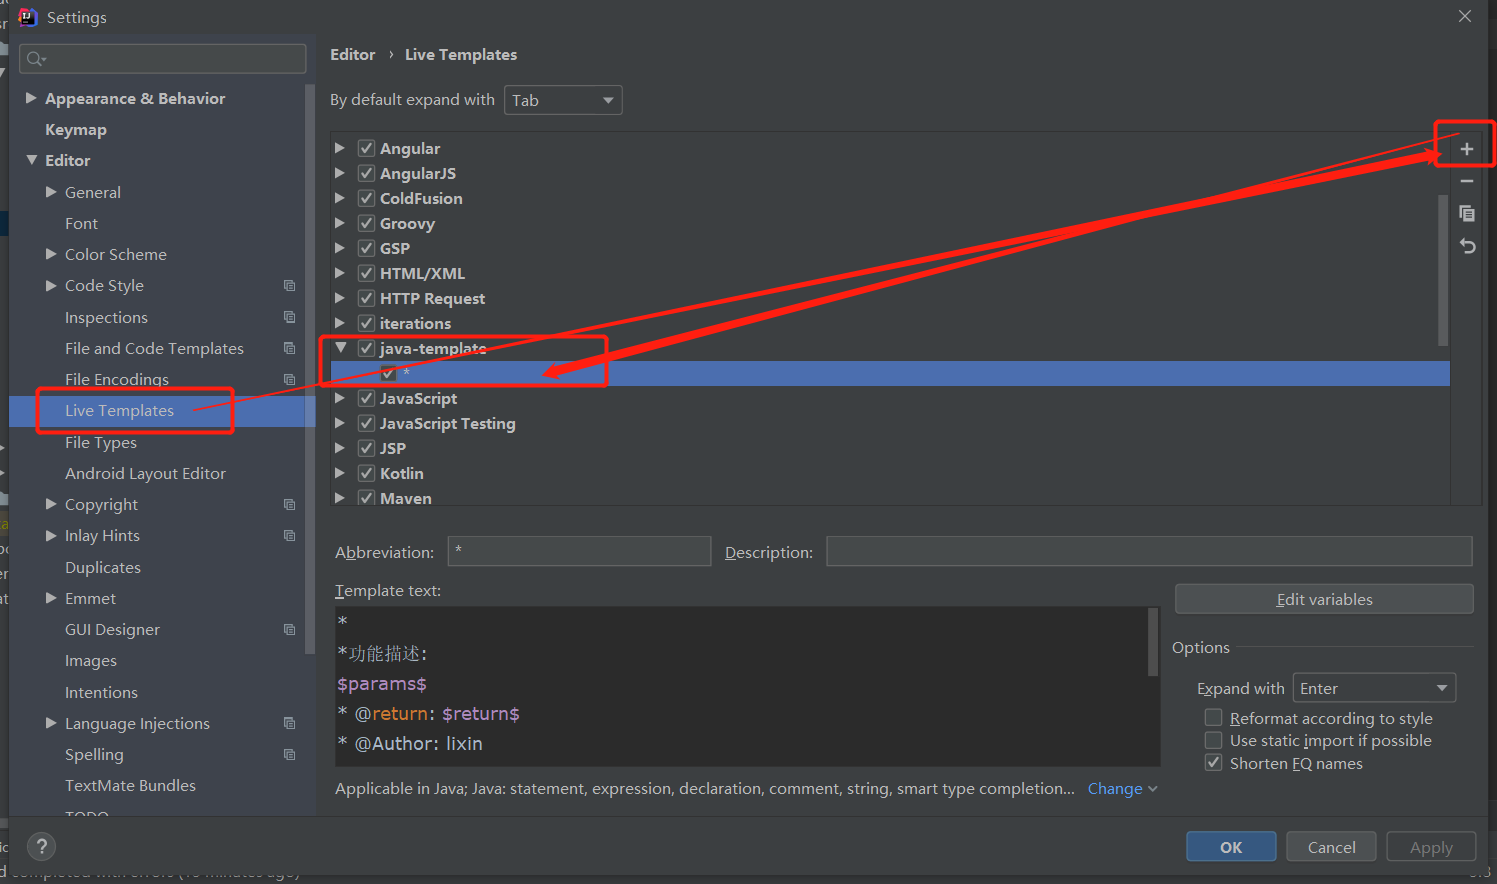 Settings
Appearance & Behavior
Keymap
Editor
General
Font
Color Scheme
Code Style
Inspections
File and Code Templates
File Encodings
Live Templates
File Types
Android Layout Editor
Copyright
Inlay Hints
Duplicates
Emmet
GUI Designer
Images
Intentions
Language Injections
Spelling
TextMate Bundles
TODO
Editor › Live Templates
By default expand with Tab
Angular
AngularJS
ColdFusion
Groovy
GSP
HTML/XML
HTTP Request
iterations
java-template
*
JavaScript
JavaScript Testing
JSP
Kotlin
Maven
Abbreviation: * Description:
Template text:
*
*功能描述:
$params$
* @return: $return$
* @Author: lixin
Edit variables
Options
Expand with Enter
Reformat according to style
Use static import if possible
Shorten FQ names
Applicable in Java; Java: statement, expression, declaration, comment, string, smart type completion... Change
? OK Cancel Apply